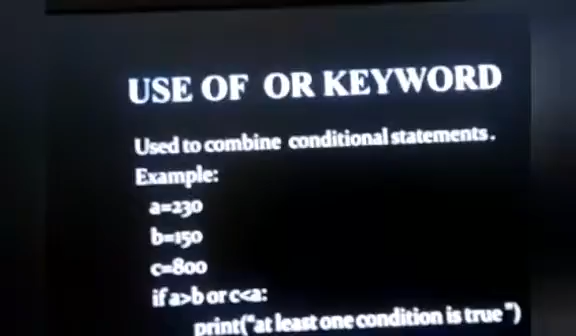 USE OF OR KEYWORD
Used to combine conditional statements.
Example:
a=230
b=150
c=800
if a>b or c<a:
print("at least one condition is true ")